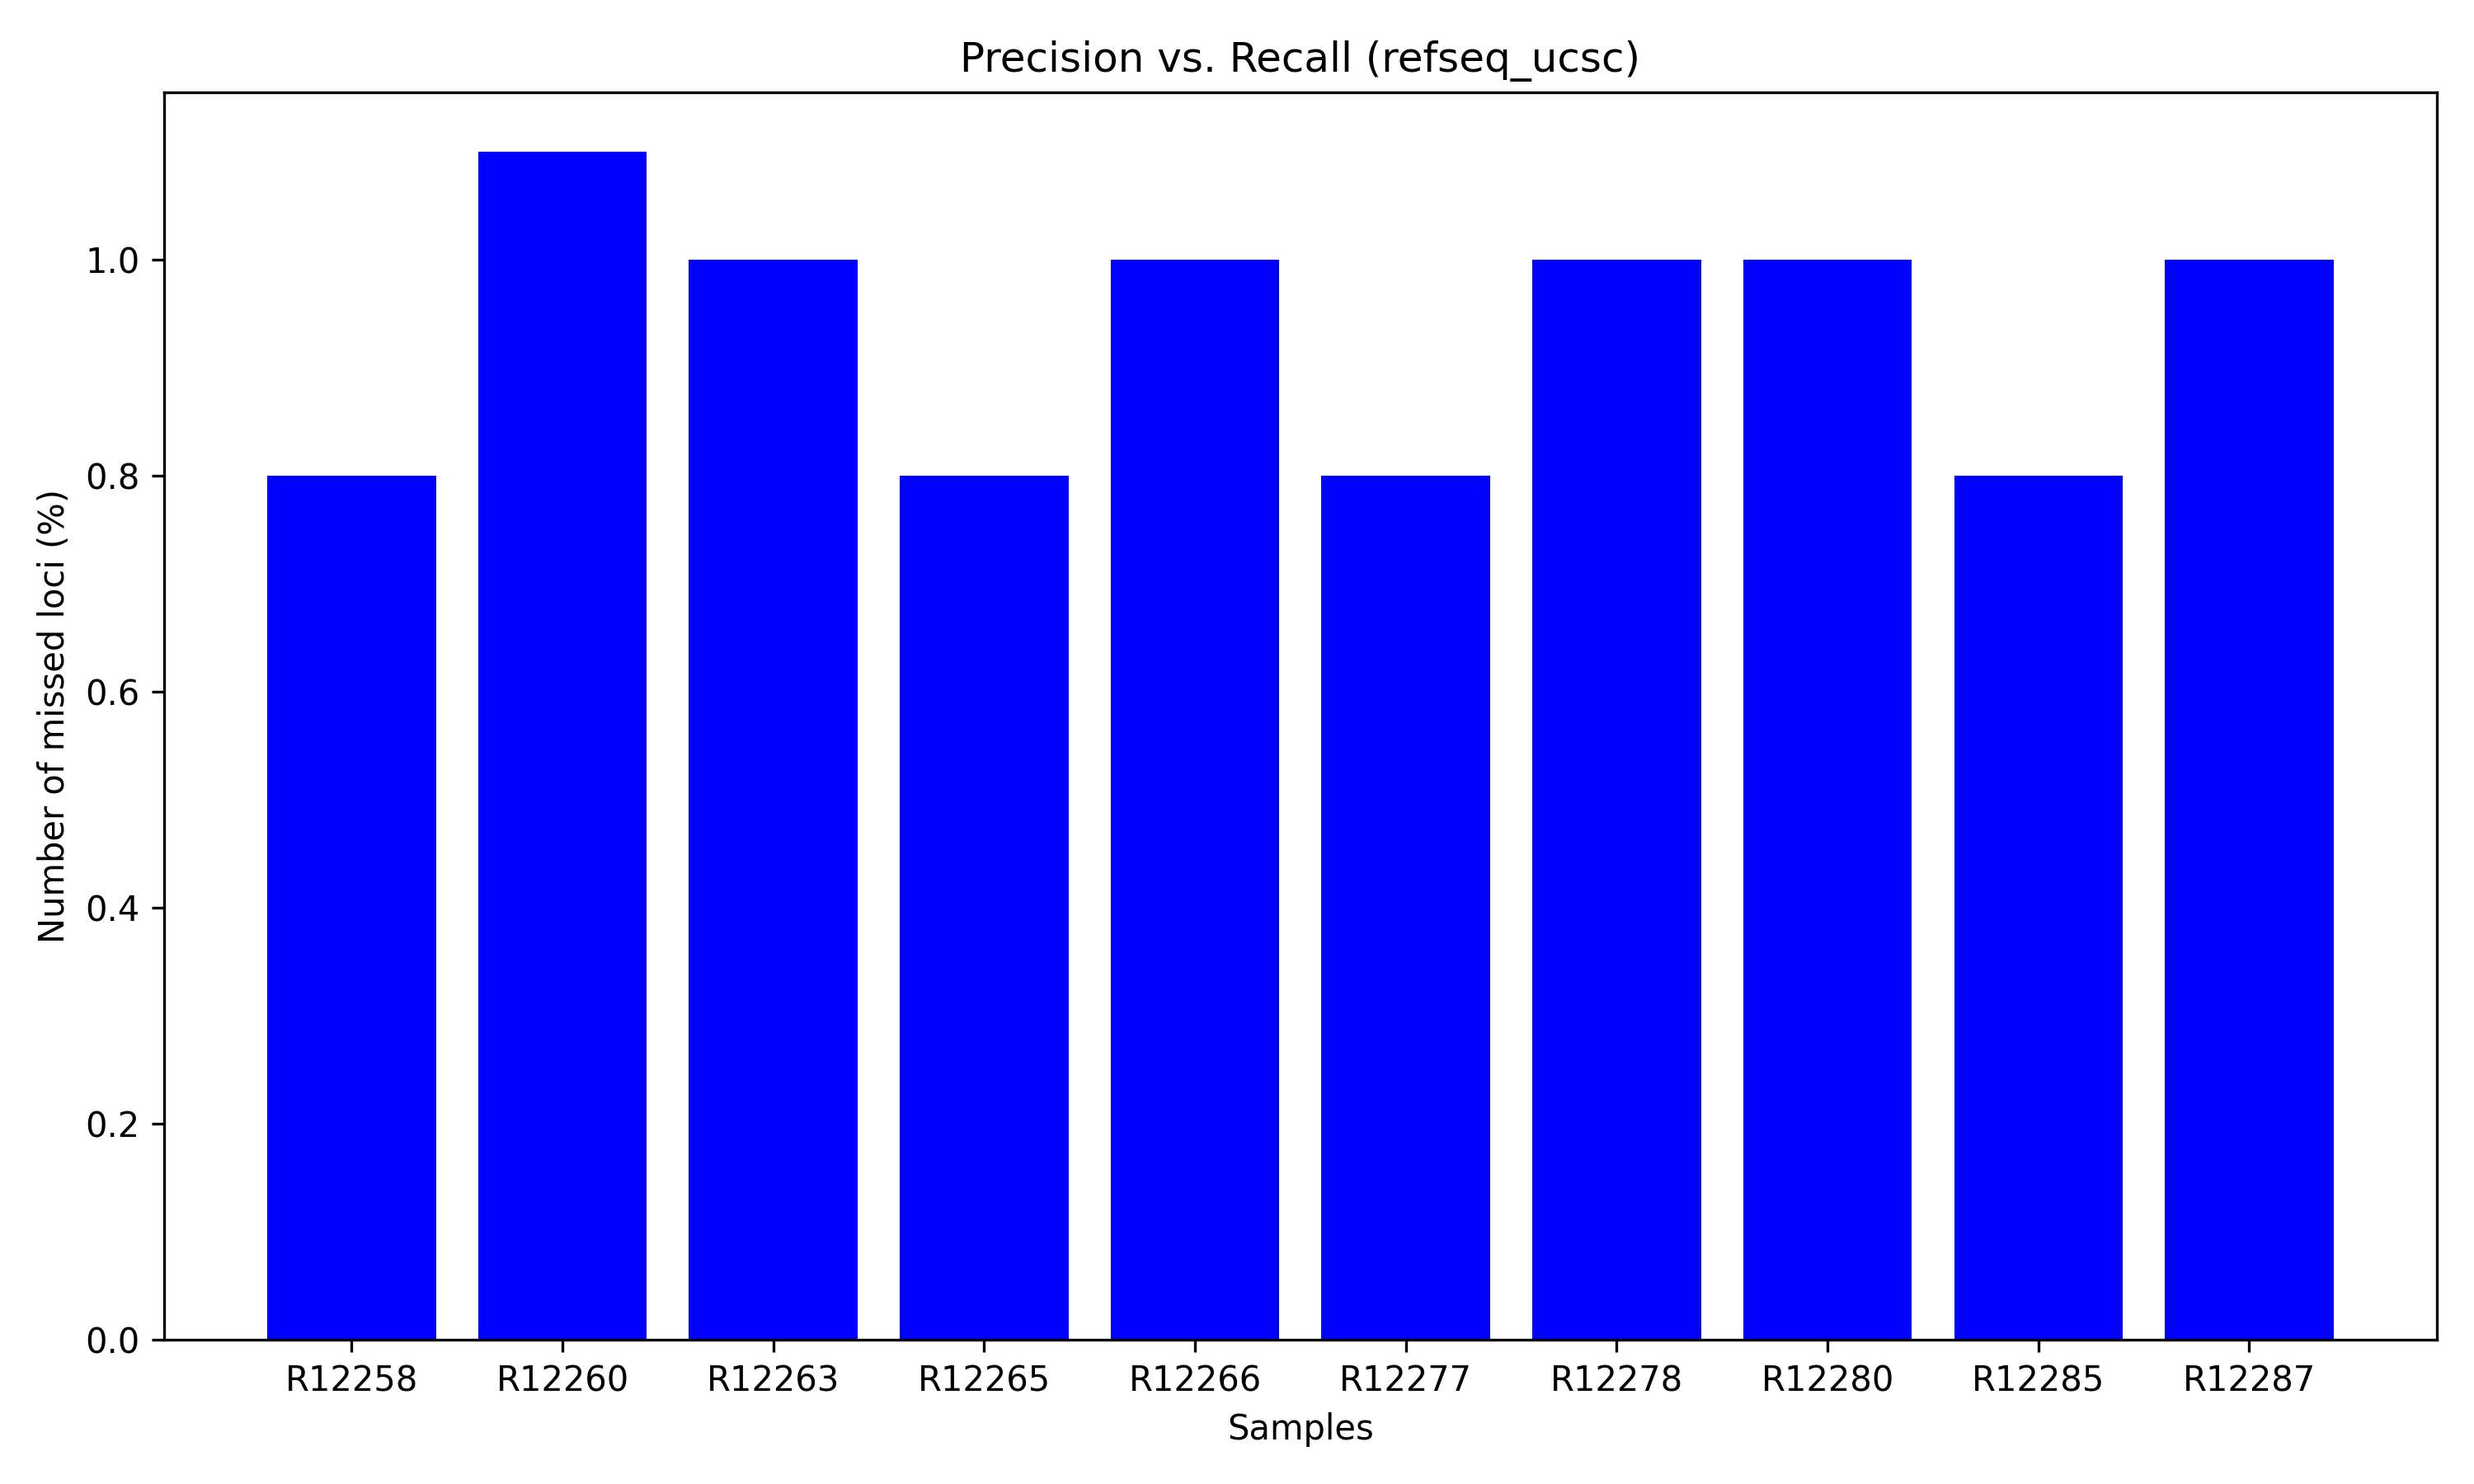 Precision vs. Recall (refseq_ucsc)
Number of missed loci (%)
1.0
0.8
0.6
0.4
0.2
0.0
R12258 R12260 R12263 R12265 R12266 R12277 R12278 R12280 R12285 R12287
Samples